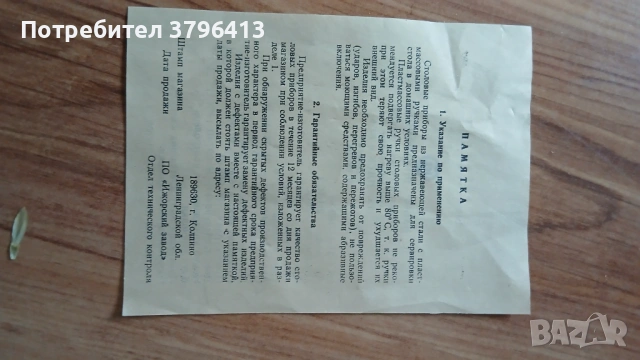 Потребител 3796413
ПАМЯТКА
1. Указание по применению
Столовые приборы из нержавеющей стали с пласт-
массовыми ручками предназначены для сервировки
стола в домашних условиях.
Пластмассовые ручки столовых приборов не реко-
мендуется подвергать нагреву выше 80°С, т. к. ручки
при этом теряют свою прочность и ухудшается их
внешний вид.
Изделия необходимо предохранять от повреждений
(ударов, изгибов, перегревов и пережогов), не пользо-
ваться моющими средствами, содержащими абразивные
включения.
2. Гарантийные обязательства
Предприятие-изготовитель гарантирует качество сто-
ловых приборов в течение 12 месяцев со дня продажи
магазином при соблюдении условий, изложенных в раз-
деле 1.
При обнаружении скрытых дефектов производствен-
ного характера в период гарантийного срока предприя-
тие-изготовитель гарантирует замену дефектных изделий.
Изделия с дефектами вместе с настоящей памяткой,
в которой должен стоять штамп магазина с указанием
даты продажи, высылать по адресу:
189630, г. Колпино
Ленинградской обл.
ПО «Ижорский завод»
Отдел технического контроля
Штамп магазина
Дата продажи
BAZAR
bg